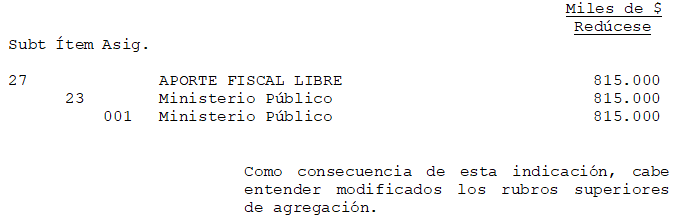 Miles de $
Redúcese
Subt Ítem Asig.
27 APORTE FISCAL LIBRE 815.000
23 Ministerio Público 815.000
001 Ministerio Público 815.000
Como consecuencia de esta indicación, cabe
entender modificados los rubros superiores
de agregación.